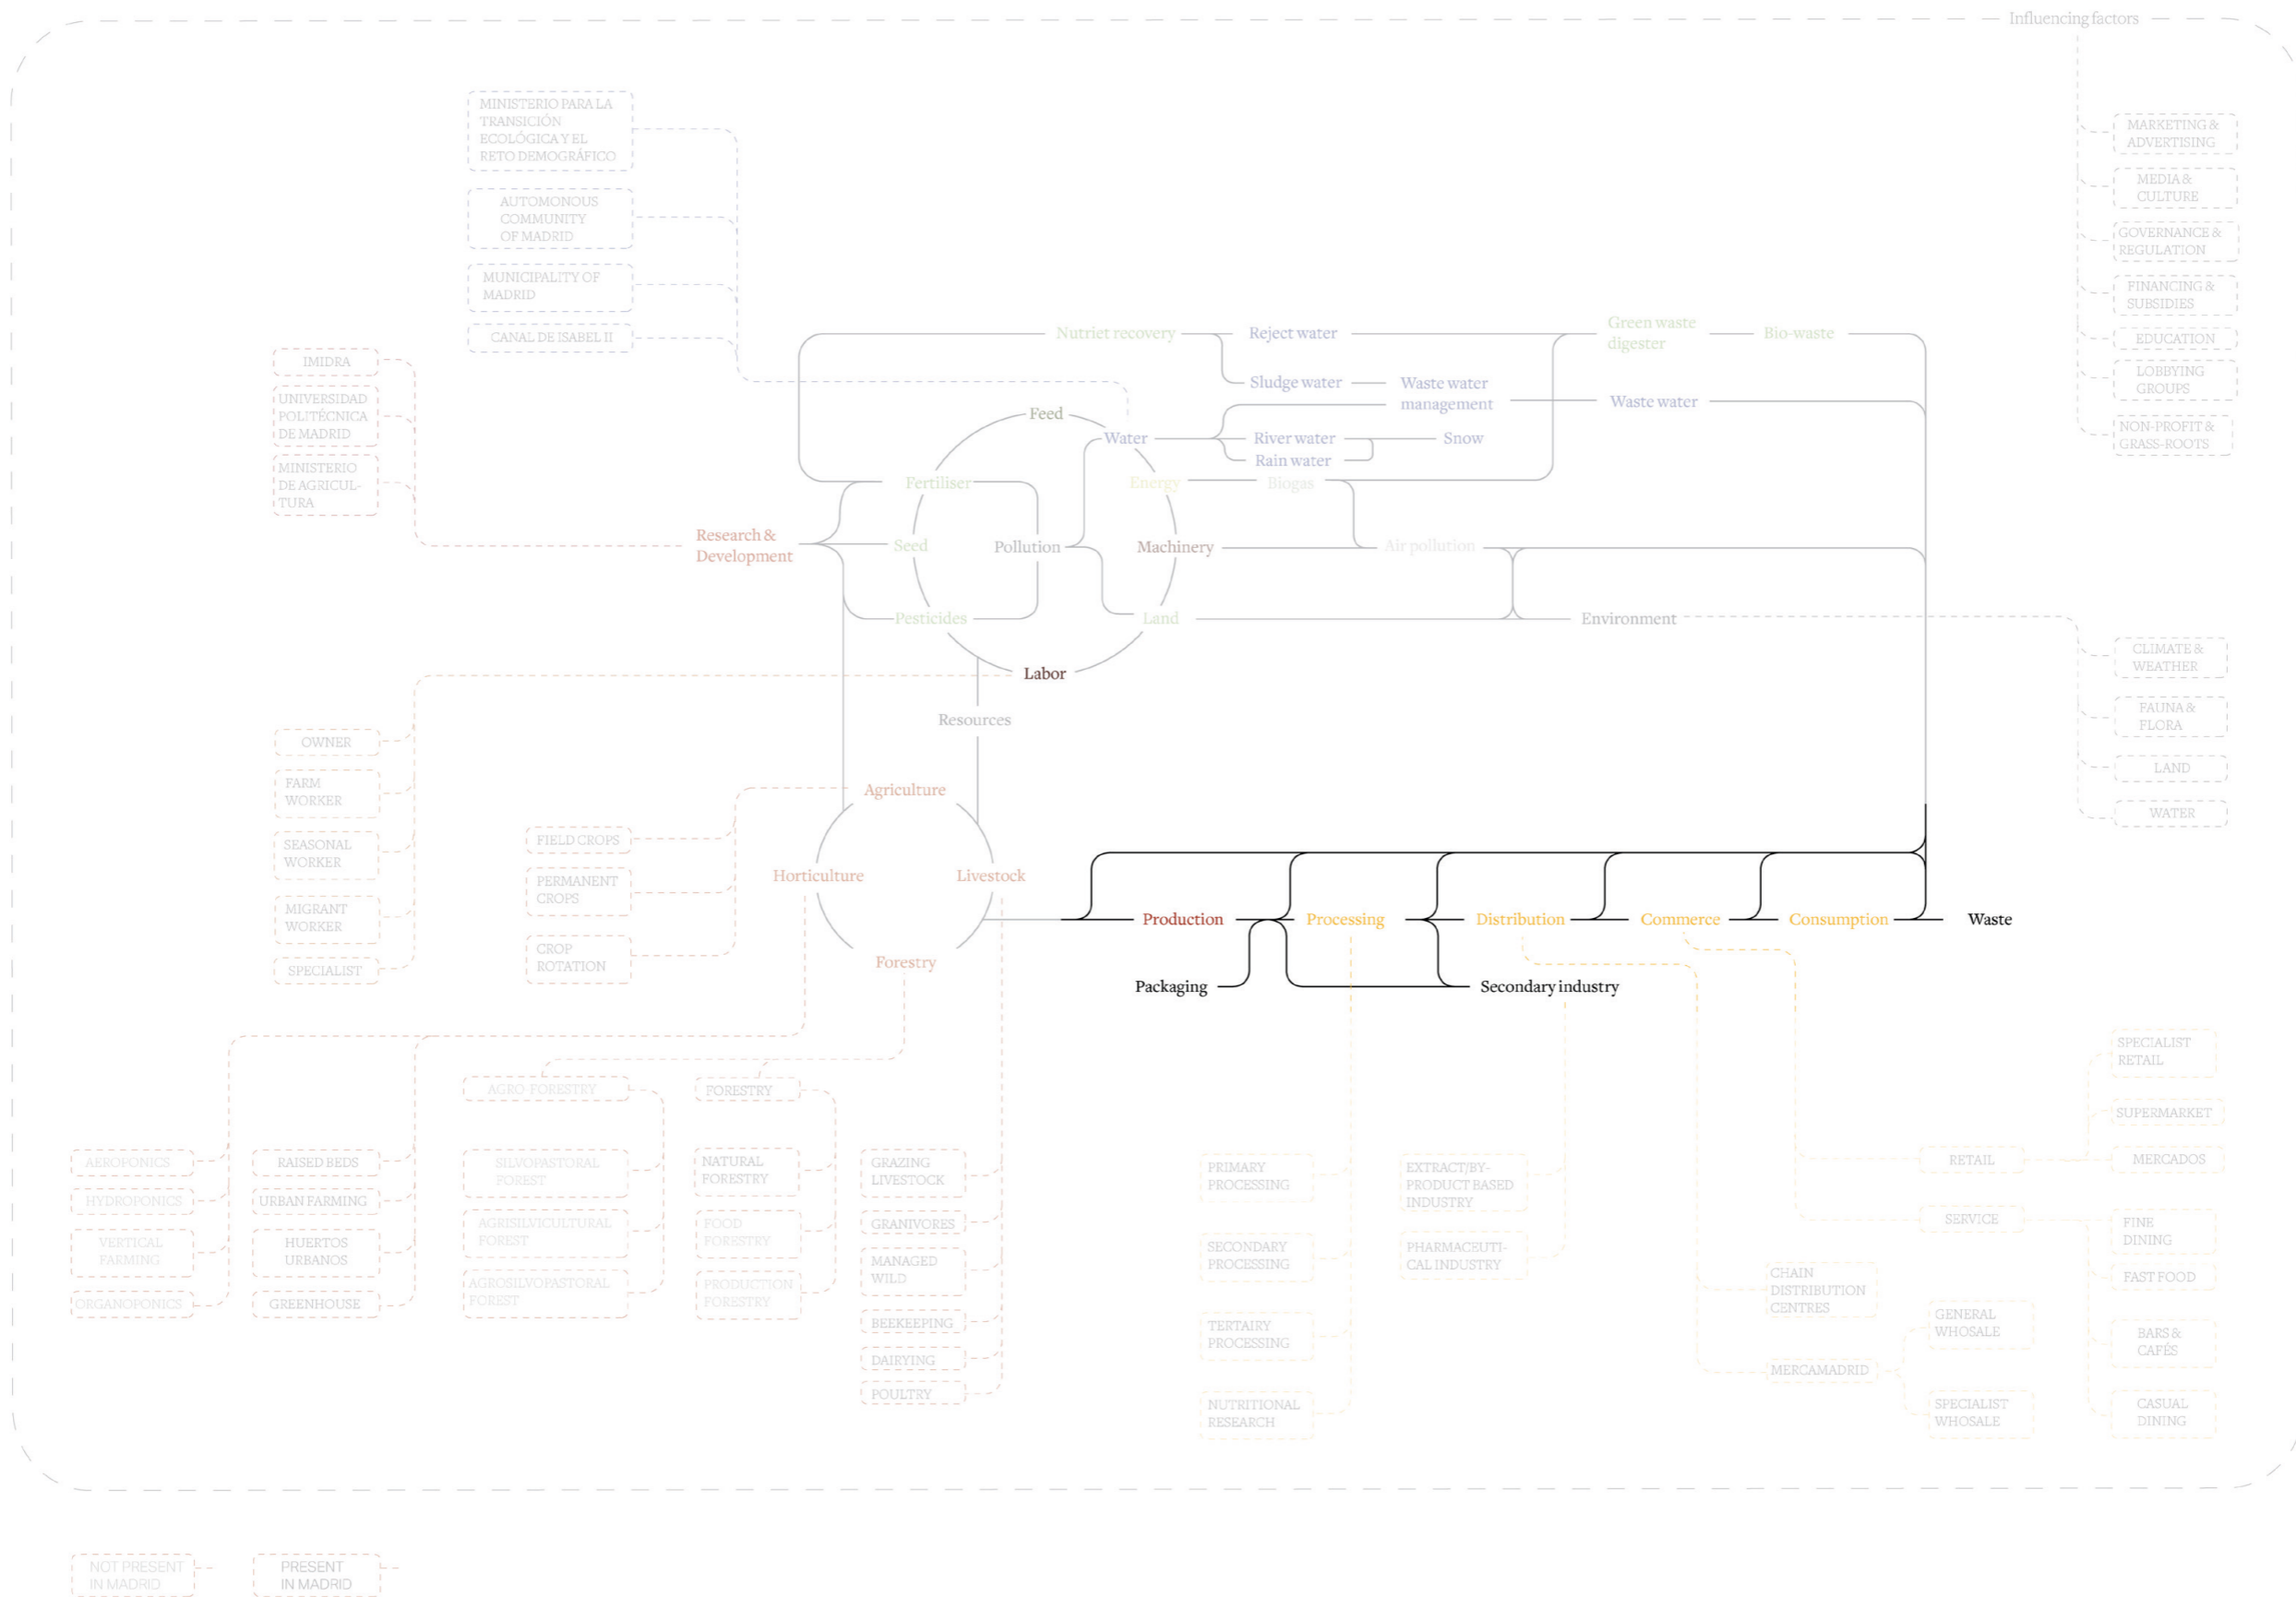 Influencing factors
MINISTERIO PARA LA
TRANSICIÓN
ECOLÓGICA Y EL
RETO DEMOGRÁFICO
AUTOMONOUS
COMMUNITY
OF MADRID
MUNICIPALITY OF
MADRID
CANAL DE ISABEL II
MARKETING &
ADVERTISING
MEDIA &
CULTURE
GOVERNANCE &
REGULATION
FINANCING &
SUBSIDIES
EDUCATION
LOBBYING
GROUPS
NON-PROFIT &
GRASS-ROOTS
IMIDRA
UNIVERSIDAD
POLITÉCNICA
DE MADRID
MINISTERIO
DE AGRICUL-
TURA
Nutriet recovery
Reject water
Green waste
digester
Bio-waste
Sludge water
Waste water
management
Waste water
Feed
Water
River water
Snow
Rain water
Fertiliser
Energy
Biogas
Research &
Development
Seed
Pollution
Machinery
Air pollution
Pesticides
Land
Environment
Labor
Resources
CLIMATE &
WEATHER
FAUNA &
FLORA
LAND
WATER
OWNER
FARM
WORKER
SEASONAL
WORKER
MIGRANT
WORKER
SPECIALIST
FIELD CROPS
PERMANENT
CROPS
CROP
ROTATION
Agriculture
Horticulture
Livestock
Forestry
Production
Processing
Distribution
Commerce
Consumption
Waste
Packaging
Secondary industry
AGRO-FORESTRY
FORESTRY
AEROPONICS
HYDROPONICS
VERTICAL
FARMING
ORGANOPONICS
RAISED BEDS
URBAN FARMING
HUERTOS
URBANOS
GREENHOUSE
SILVOPASTORAL
FOREST
AGRISILVICULTURAL
FOREST
AGROSILVOPASTORAL
FOREST
NATURAL
FORESTRY
FOOD
FORESTRY
PRODUCTION
FORESTRY
GRAZING
LIVESTOCK
GRANIVORES
MANAGED
WILD
BEEKEEPING
DAIRYING
POULTRY
PRIMARY
PROCESSING
SECONDARY
PROCESSING
TERTAIRY
PROCESSING
NUTRITIONAL
RESEARCH
EXTRACT/BY-
PRODUCT BASED
INDUSTRY
PHARMACEUTI-
CAL INDUSTRY
CHAIN
DISTRIBUTION
CENTRES
MERCAMADRID
GENERAL
WHOSALE
SPECIALIST
WHOSALE
RETAIL
SERVICE
SPECIALIST
RETAIL
SUPERMARKET
MERCADOS
FINE
DINING
FAST FOOD
BARS &
CAFÉS
CASUAL
DINING
NOT PRESENT
IN MADRID
PRESENT
IN MADRID